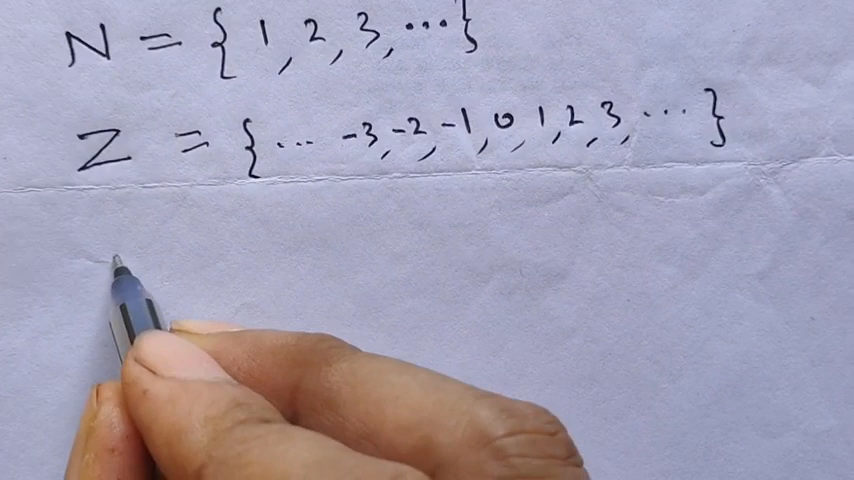 N = { 1, 2, 3, ... }
Z = { ... -3, -2, -1, 0, 1, 2, 3, ... }